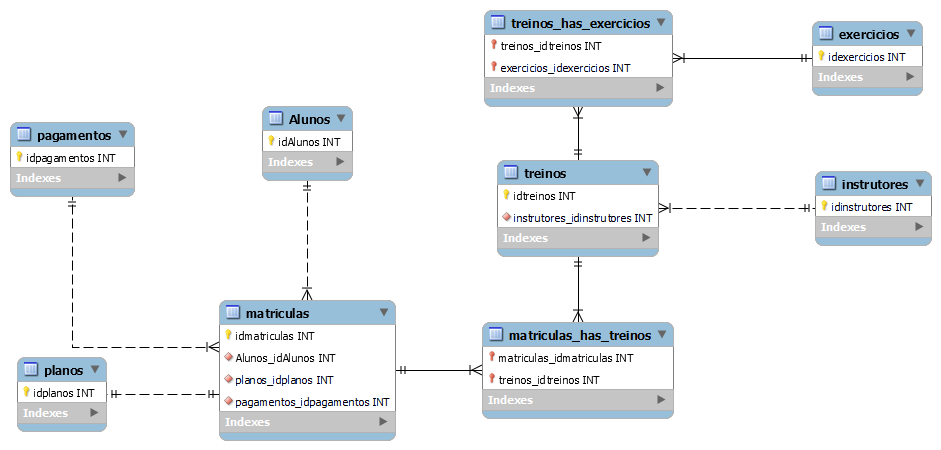 treinos_has_exercicios
treinos_idtreinos INT
exercicios_idexercicios INT
Indexes
exercicios
idexercicios INT
Indexes
Alunos
idAlunos INT
Indexes
pagamentos
idpagamentos INT
Indexes
treinos
idtreinos INT
instrutores_idinstrutores INT
Indexes
instrutores
idinstrutores INT
Indexes
matriculas
idmatriculas INT
Alunos_idAlunos INT
planos_idplanos INT
pagamentos_idpagamentos INT
Indexes
matriculas_has_treinos
matriculas_idmatriculas INT
treinos_idtreinos INT
Indexes
planos
idplanos INT
Indexes